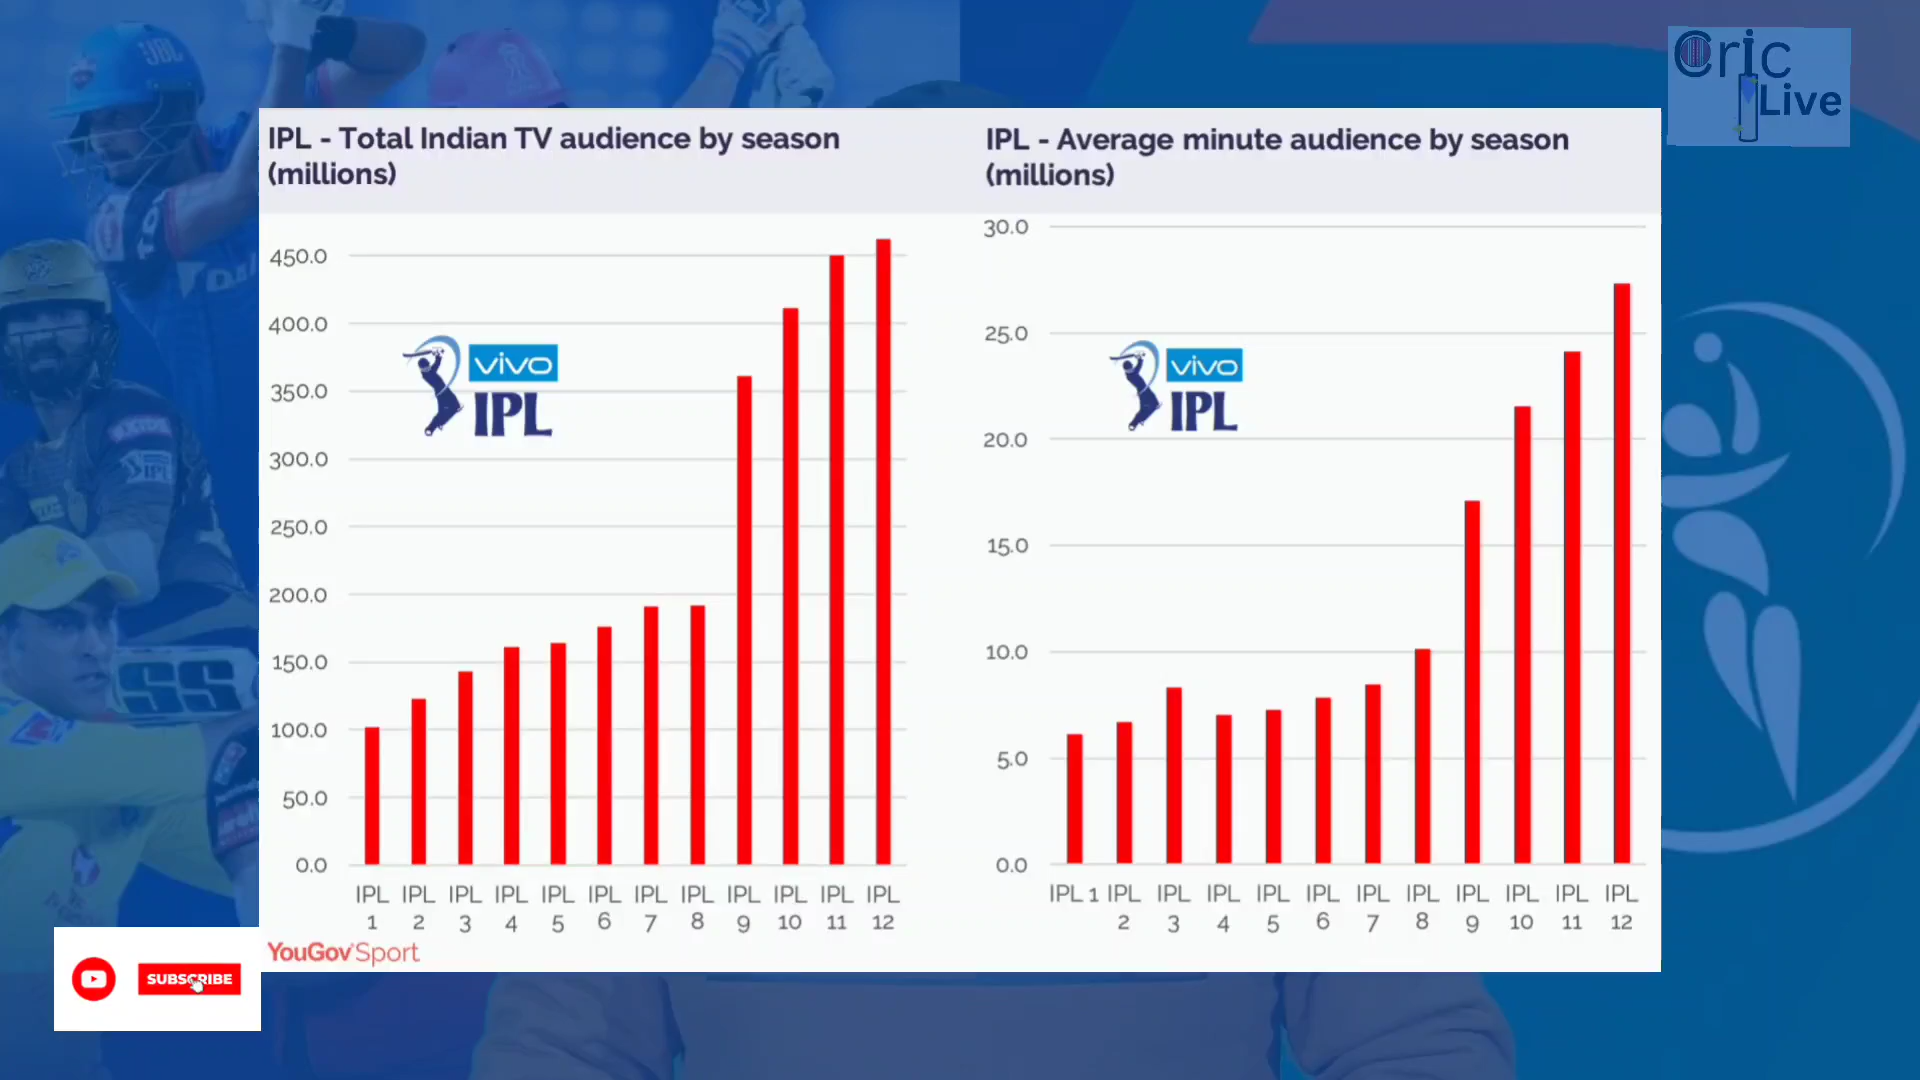 Cric
Live
IPL - Total Indian TV audience by season
(millions)
450.0
400.0
350.0
300.0
250.0
200.0
150.0
100.0
50.0
0.0
vivo
IPL
IPL IPL IPL IPL IPL IPL IPL IPL IPL IPL IPL IPL
1 2 3 4 5 6 7 8 9 10 11 12
YouGov Sport
IPL - Average minute audience by season
(millions)
30.0
25.0
20.0
15.0
10.0
5.0
0.0
vivo
IPL
IPL 1 IPL IPL IPL IPL IPL IPL IPL IPL IPL IPL IPL
2 3 4 5 6 7 8 9 10 11 12
SUBSCRIBE
JBL
SS
IPL